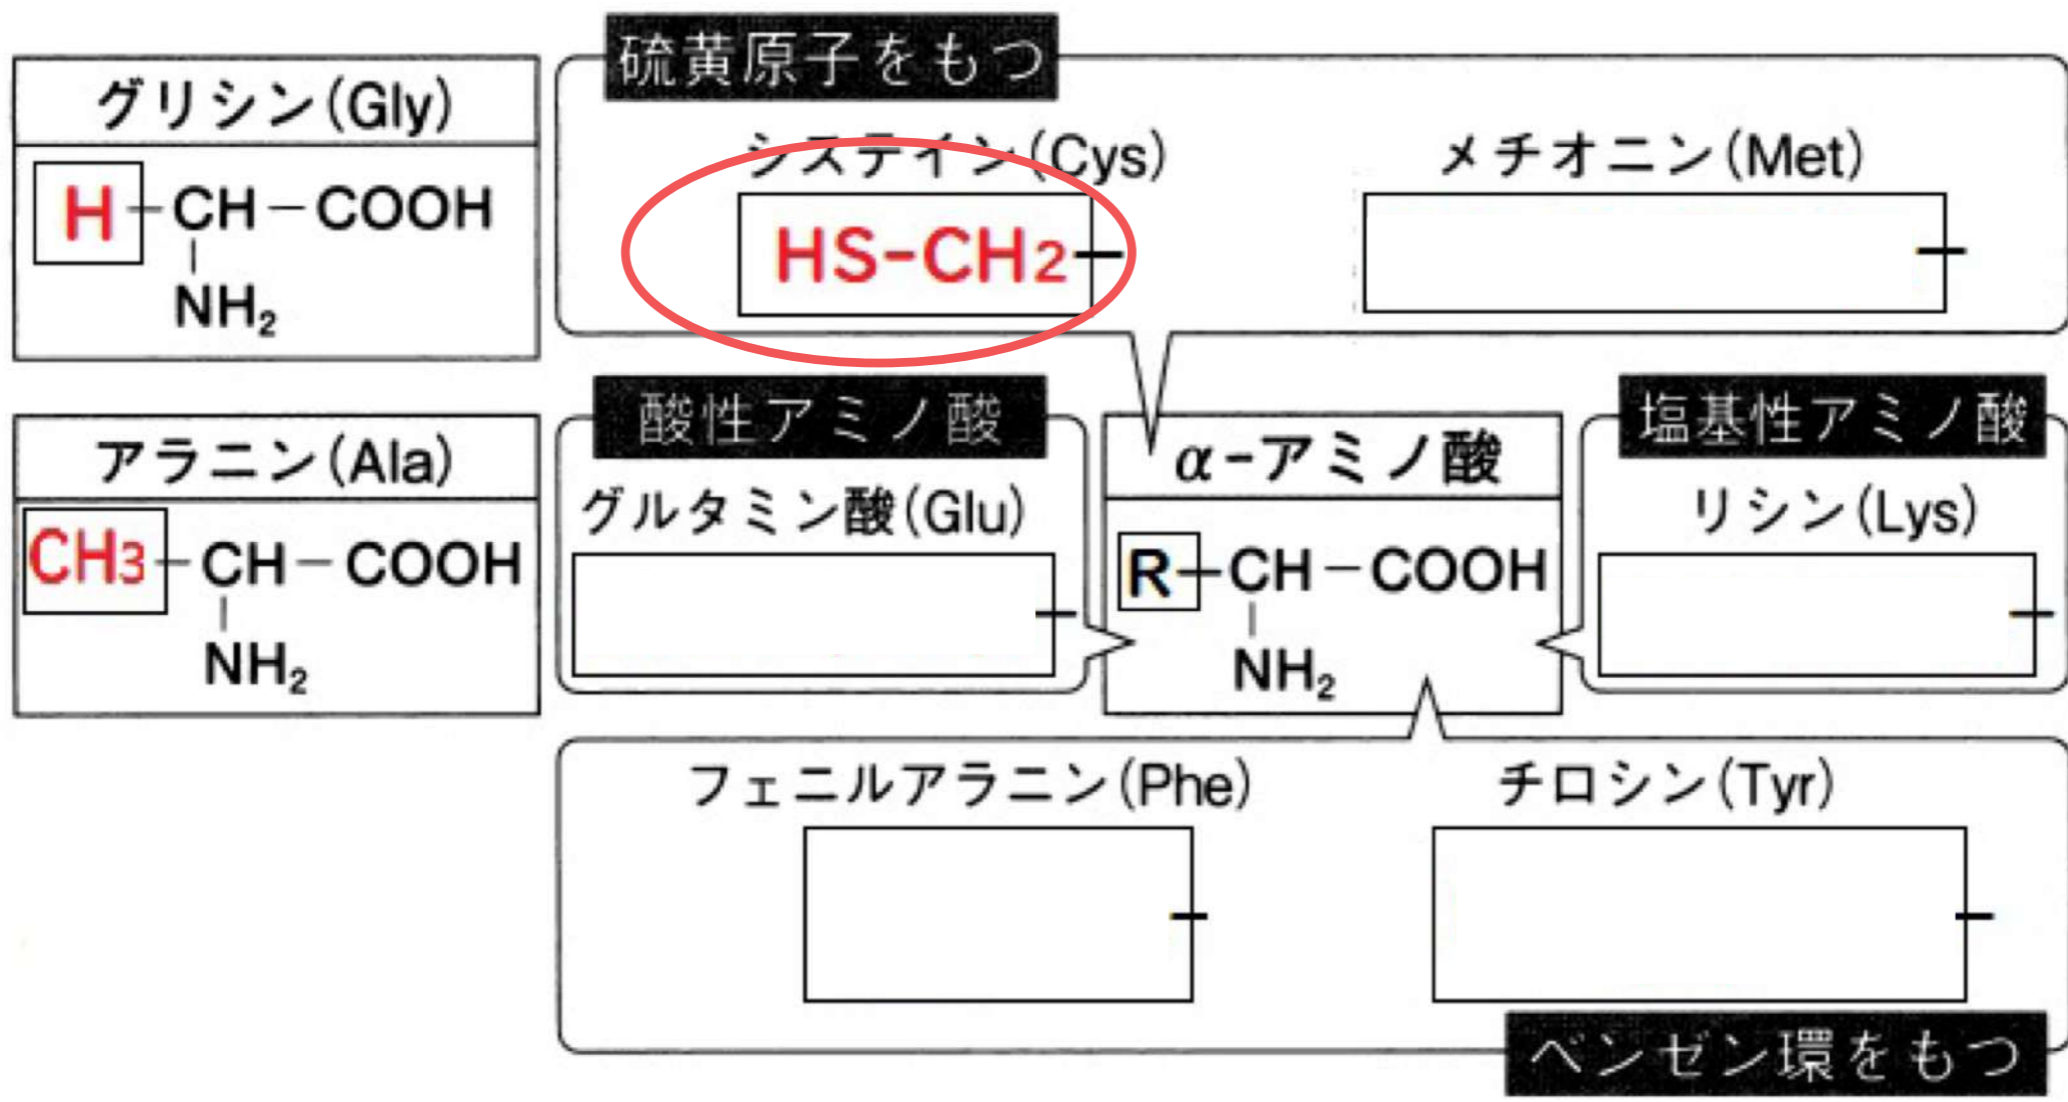 硫黄原子をもつ
グリシン(Gly)
H-CH-COOH
NH₂
システイン(Cys)
HS-CH₂-
メチオニン(Met)
アラニン(Ala)
CH₃-CH-COOH
NH₂
酸性アミノ酸
グルタミン酸(Glu)
α-アミノ酸
R-CH-COOH
NH₂
塩基性アミノ酸
リシン(Lys)
フェニルアラニン(Phe)
チロシン(Tyr)
ベンゼン環をもつ